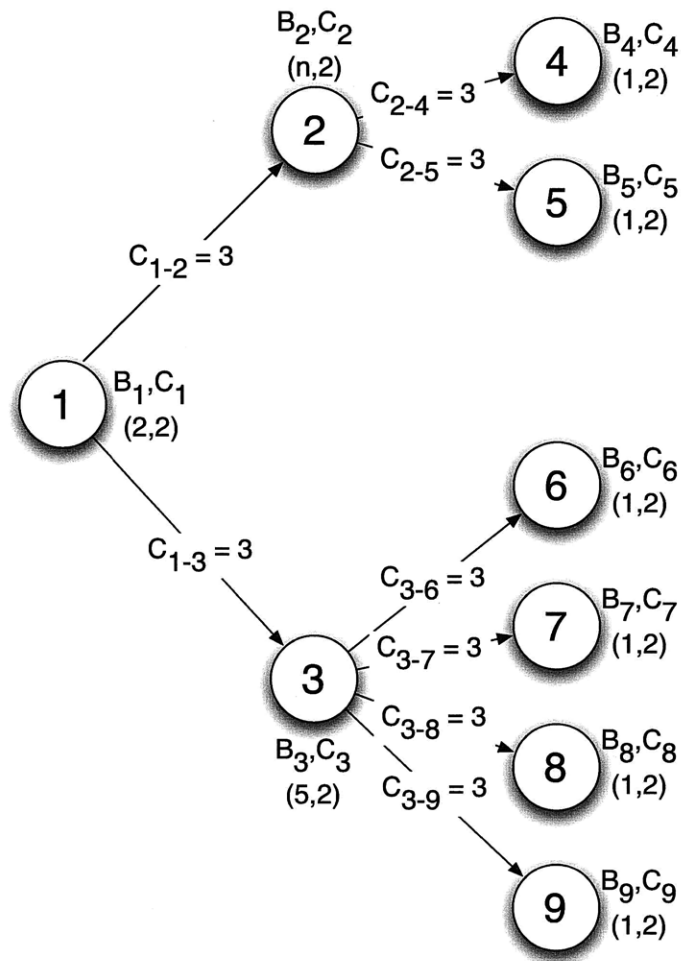 B2,C2
(n,2)
2
C2-4 = 3
4
B4,C4
(1,2)
C2-5 = 3
5
B5,C5
(1,2)
C1-2 = 3
1
B1,C1
(2,2)
C1-3 = 3
3
B3,C3
(5,2)
C3-6 = 3
6
B6,C6
(1,2)
C3-7 = 3
7
B7,C7
(1,2)
C3-8 = 3
8
B8,C8
(1,2)
C3-9 = 3
9
B9,C9
(1,2)